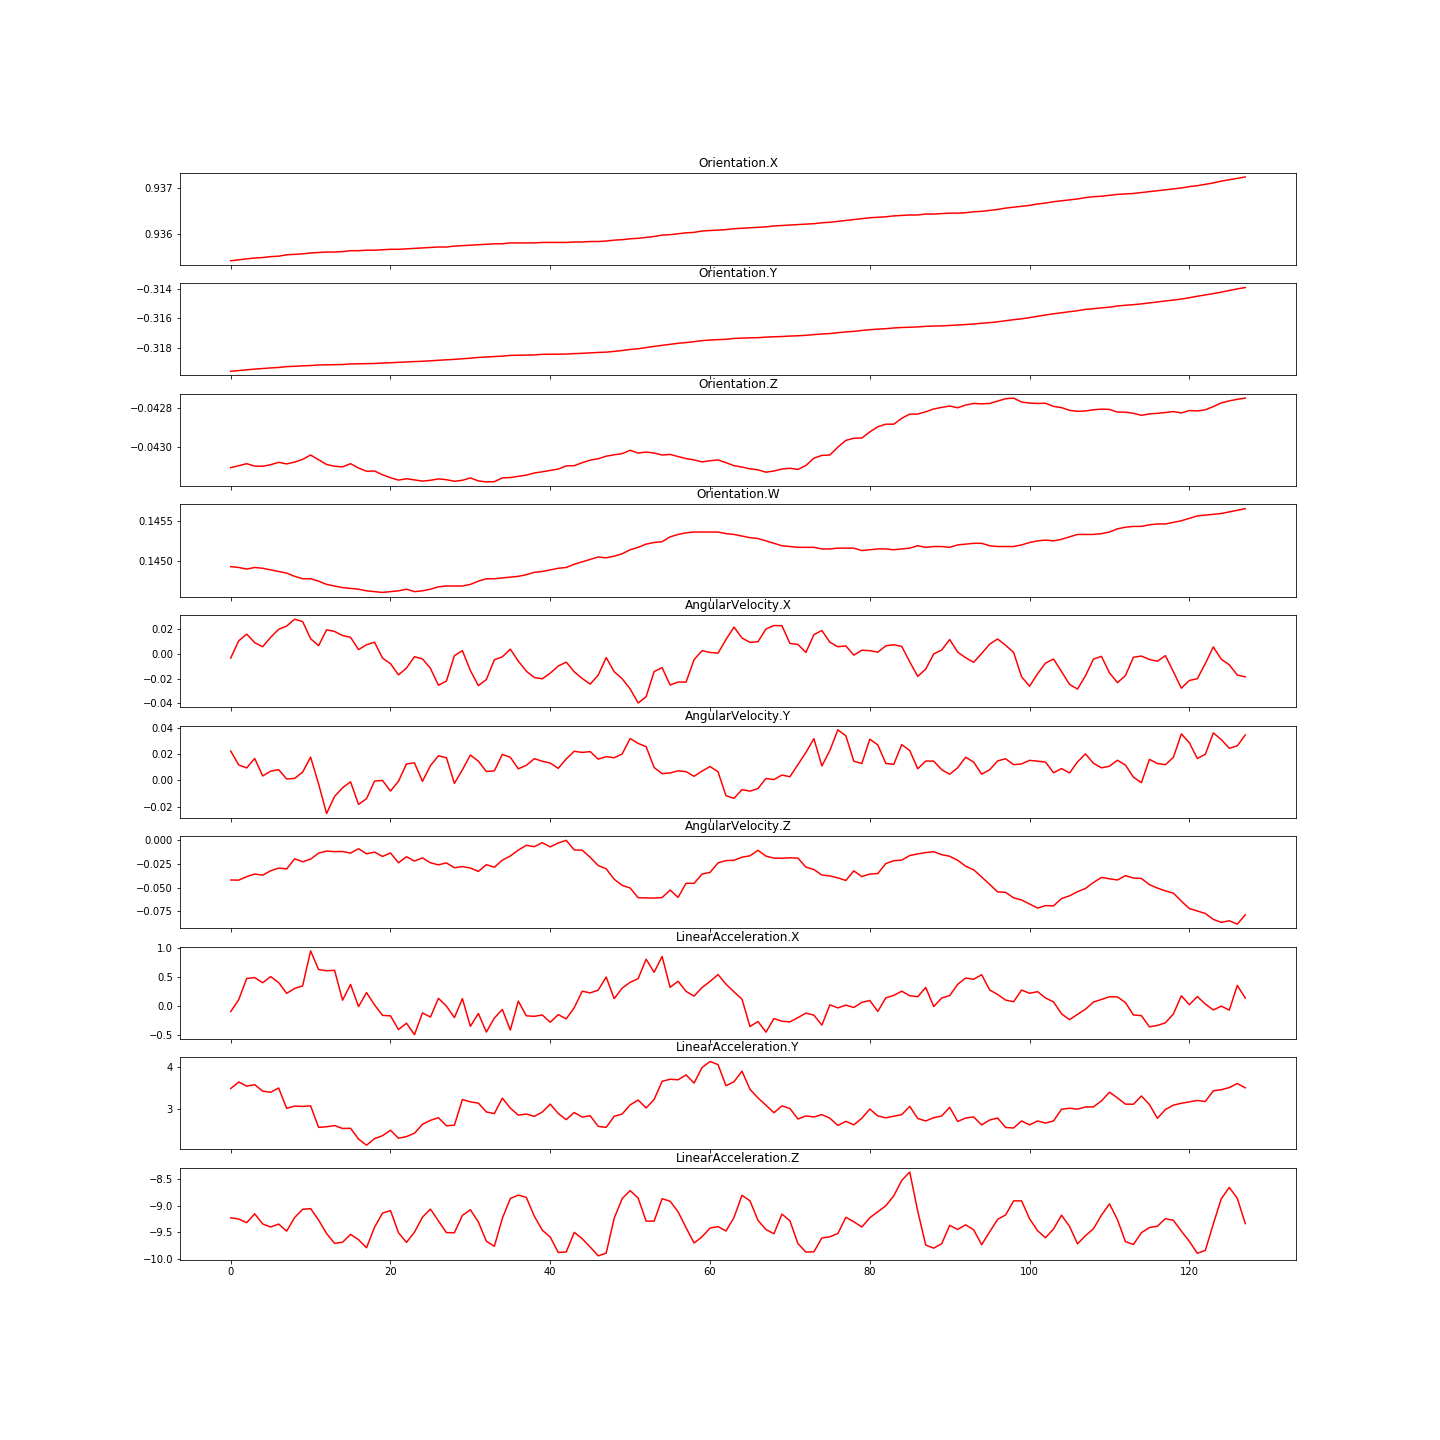 Orientation.X
0.937
0.936
Orientation.Y
−0.314
−0.316
−0.318
Orientation.Z
−0.0428
−0.0430
Orientation.W
0.1455
0.1450
AngularVelocity.X
0.02
0.00
−0.02
−0.04
AngularVelocity.Y
0.04
0.02
0.00
−0.02
AngularVelocity.Z
0.000
−0.025
−0.050
−0.075
LinearAcceleration.X
1.0
0.5
0.0
−0.5
LinearAcceleration.Y
4
3
LinearAcceleration.Z
−8.5
−9.0
−9.5
−10.0
0 20 40 60 80 100 120